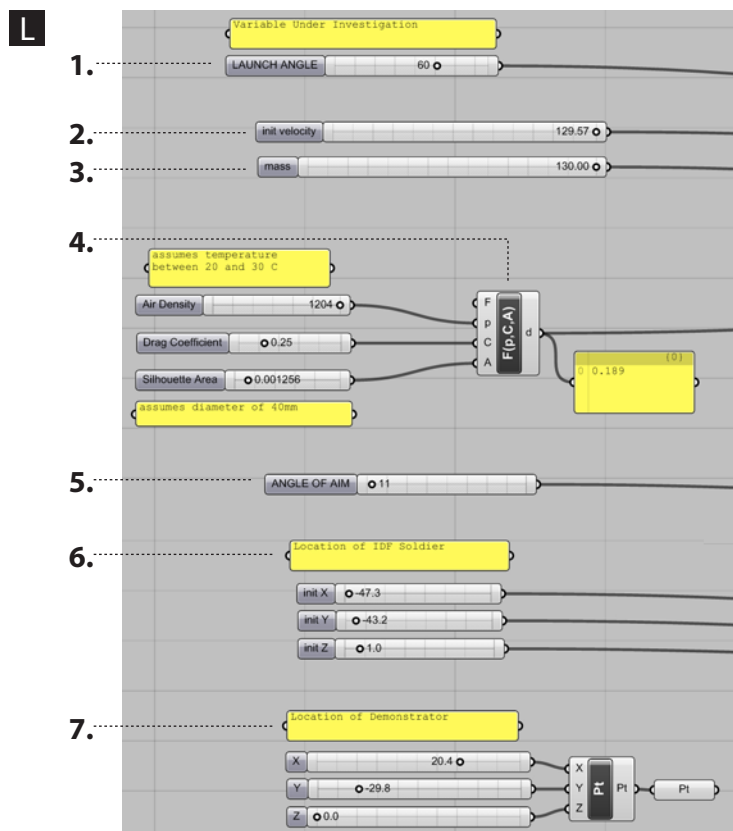 L
Variable Under Investigation
1.
LAUNCH ANGLE 60
2.
init velocity 129.57
3.
mass 130.00
4.
assumes temperature
between 20 and 30 C
Air Density 1204
Drag Coefficient 0.25
Silhouette Area 0.001256
assumes diameter of 40mm
F
p
C
A
F(p,C,A)
d
{0}
0 0.189
5.
ANGLE OF AIM 11
6.
Location of IDF Soldier
init X -47.3
init Y -43.2
init Z 1.0
7.
Location of Demonstrator
X 20.4
Y -29.8
Z 0.0
X
Y
Z
Pt
Pt
Pt